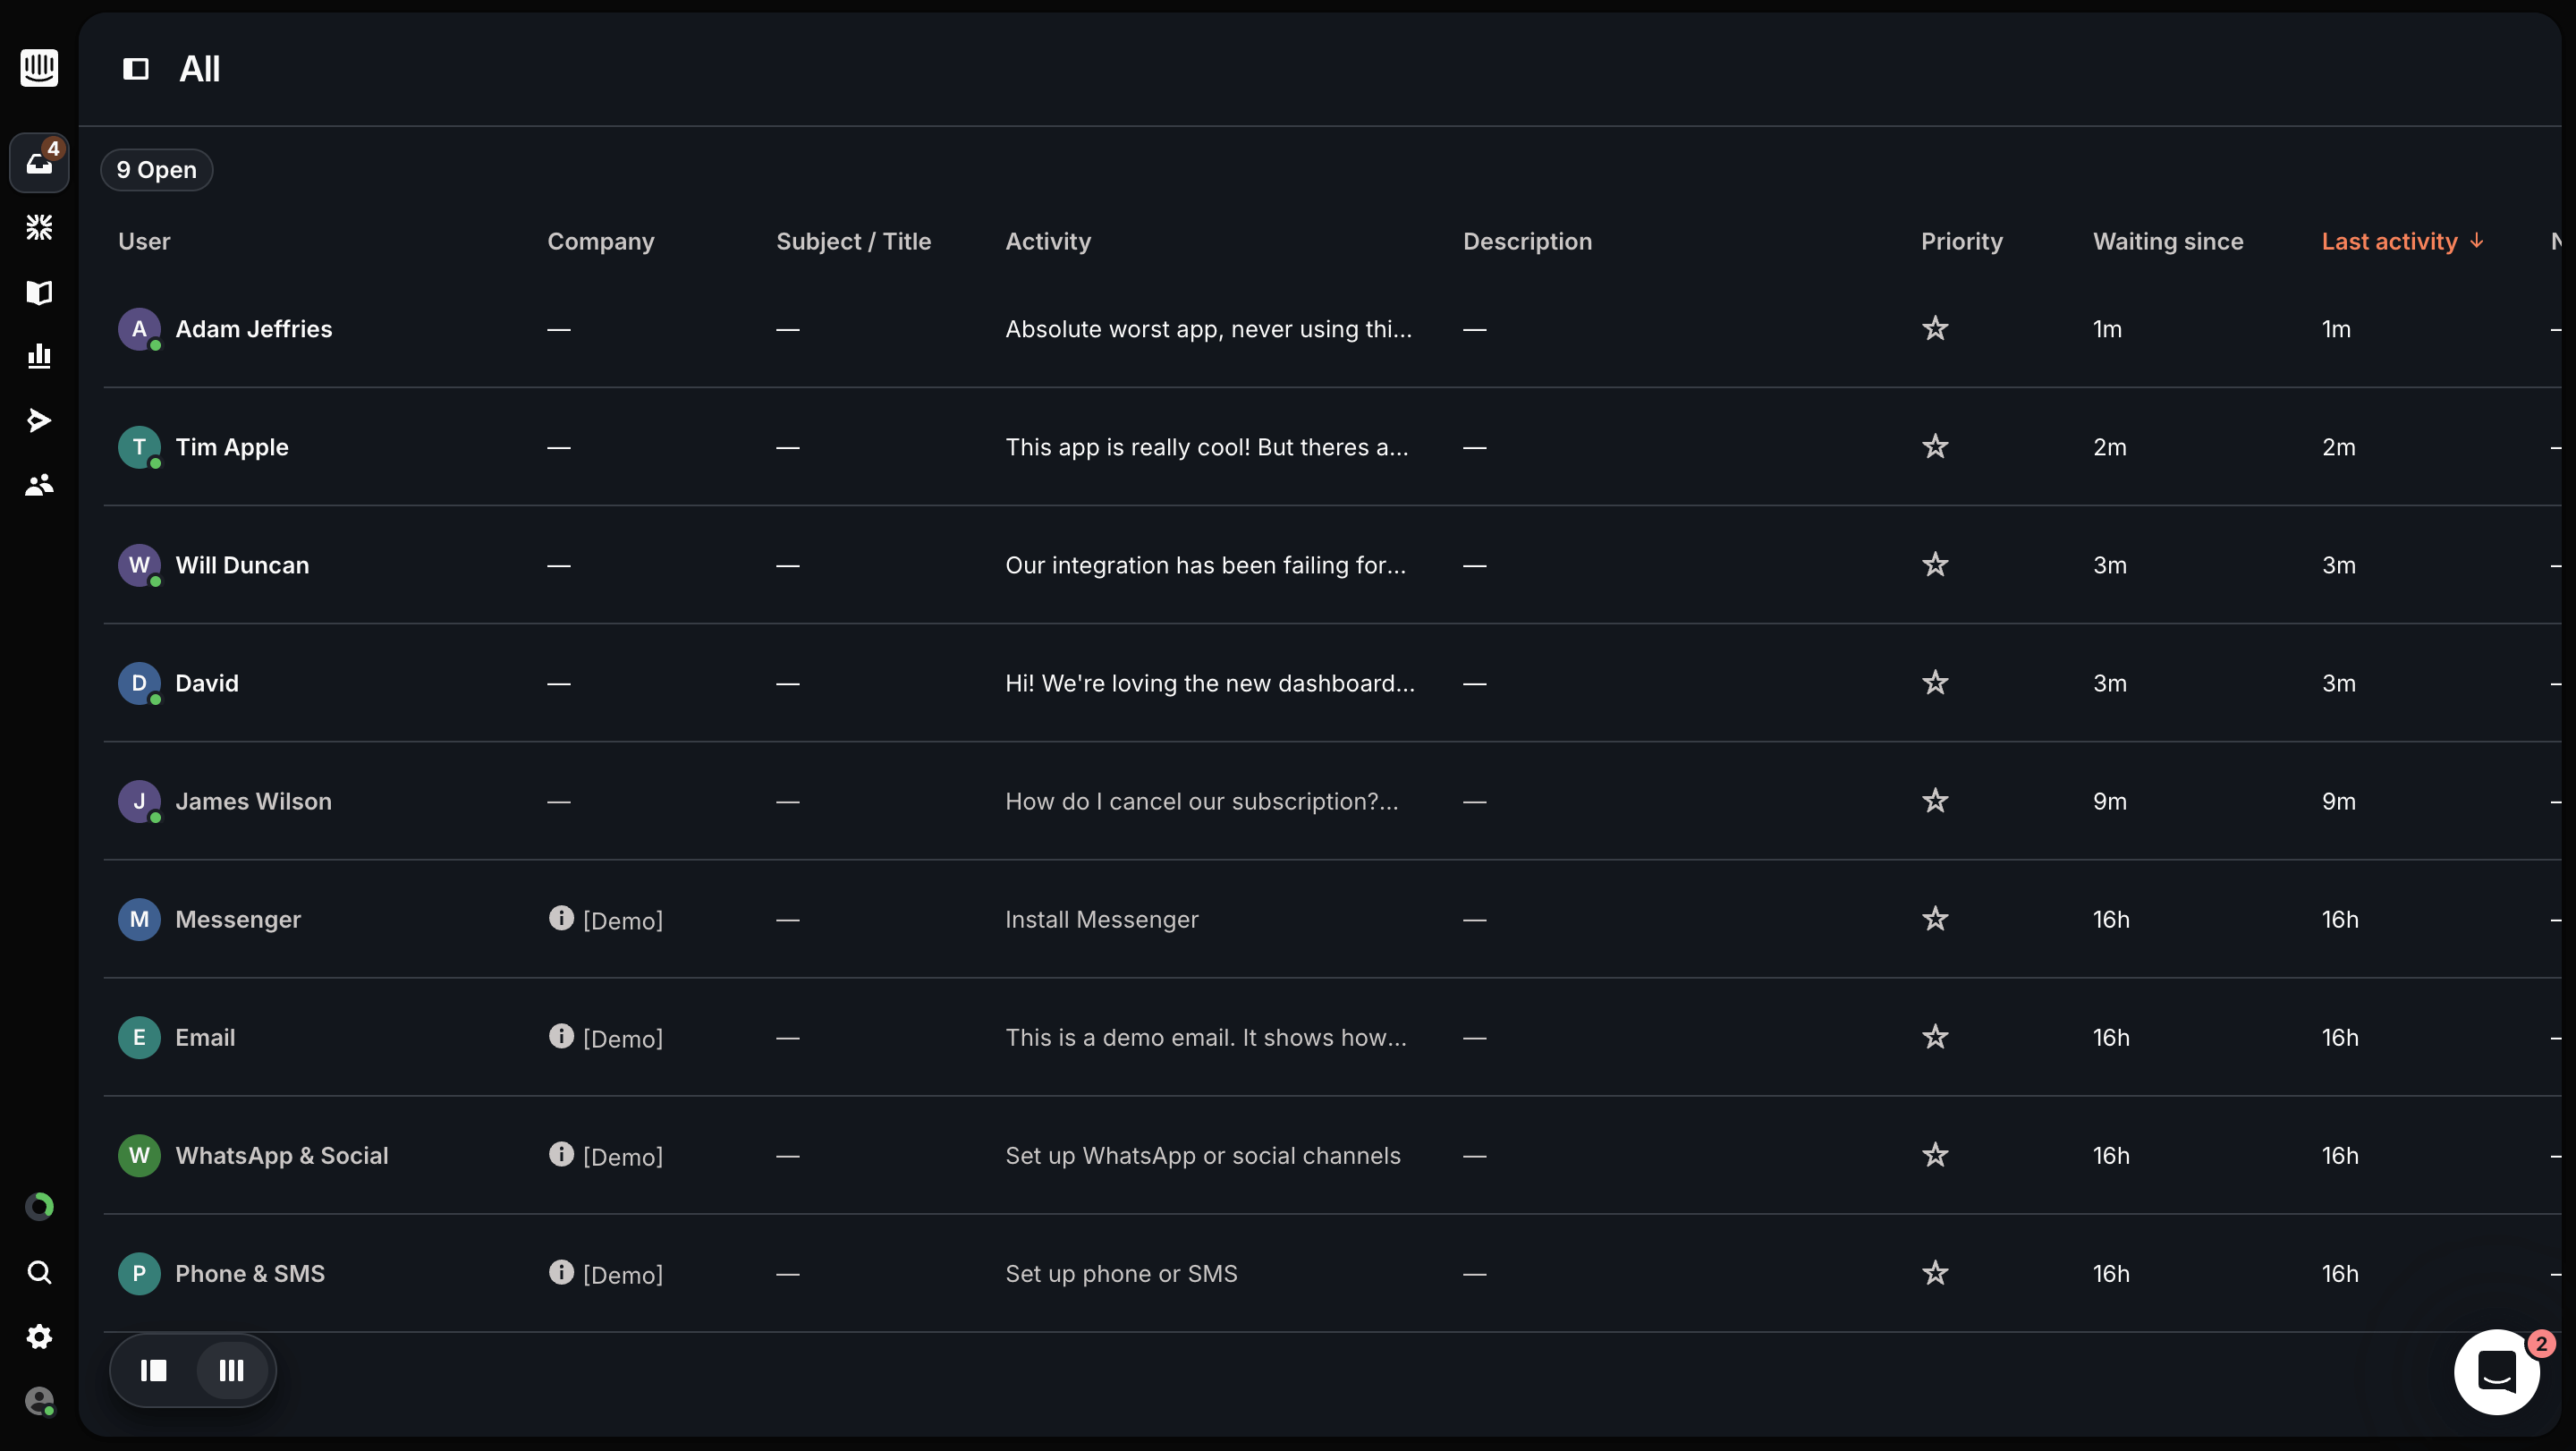 All
4
9 Open
User Company Subject / Title Activity Description Priority Waiting since Last activity ↓
A Adam Jeffries — — Absolute worst app, never using thi... — 1m 1m
T Tim Apple — — This app is really cool! But theres a... — 2m 2m
W Will Duncan — — Our integration has been failing for... — 3m 3m
D David — — Hi! We're loving the new dashboard... — 3m 3m
J James Wilson — — How do I cancel our subscription?... — 9m 9m
M Messenger [Demo] — Install Messenger — 16h 16h
E Email [Demo] — This is a demo email. It shows how... — 16h 16h
W WhatsApp & Social [Demo] — Set up WhatsApp or social channels — 16h 16h
P Phone & SMS [Demo] — Set up phone or SMS — 16h 16h
2